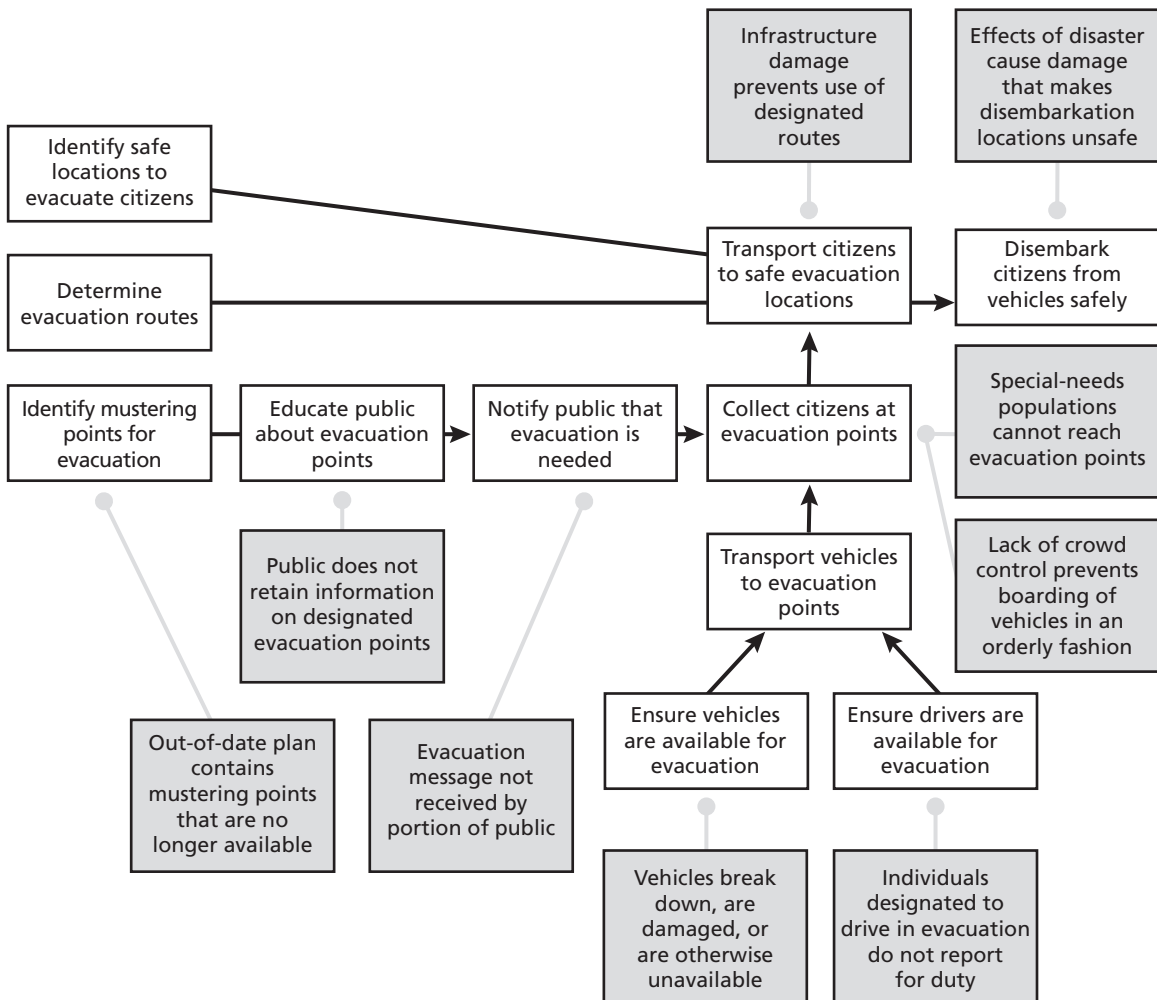 Infrastructure
damage
prevents use of
designated
routes
Effects of disaster
cause damage
that makes
disembarkation
locations unsafe
Identify safe
locations to
evacuate citizens
Transport citizens
to safe evacuation
locations
Disembark
citizens from
vehicles safely
Determine
evacuation routes
Identify mustering
points for
evacuation
Educate public
about evacuation
points
Notify public that
evacuation is
needed
Collect citizens at
evacuation points
Special-needs
populations
cannot reach
evacuation points
Public does not
retain information
on designated
evacuation points
Transport vehicles
to evacuation
points
Lack of crowd
control prevents
boarding of
vehicles in an
orderly fashion
Out-of-date plan
contains
mustering points
that are no
longer available
Evacuation
message not
received by
portion of public
Ensure vehicles
are available for
evacuation
Ensure drivers are
available for
evacuation
Vehicles break
down, are
damaged, or
are otherwise
unavailable
Individuals
designated to
drive in evacuation
do not report
for duty